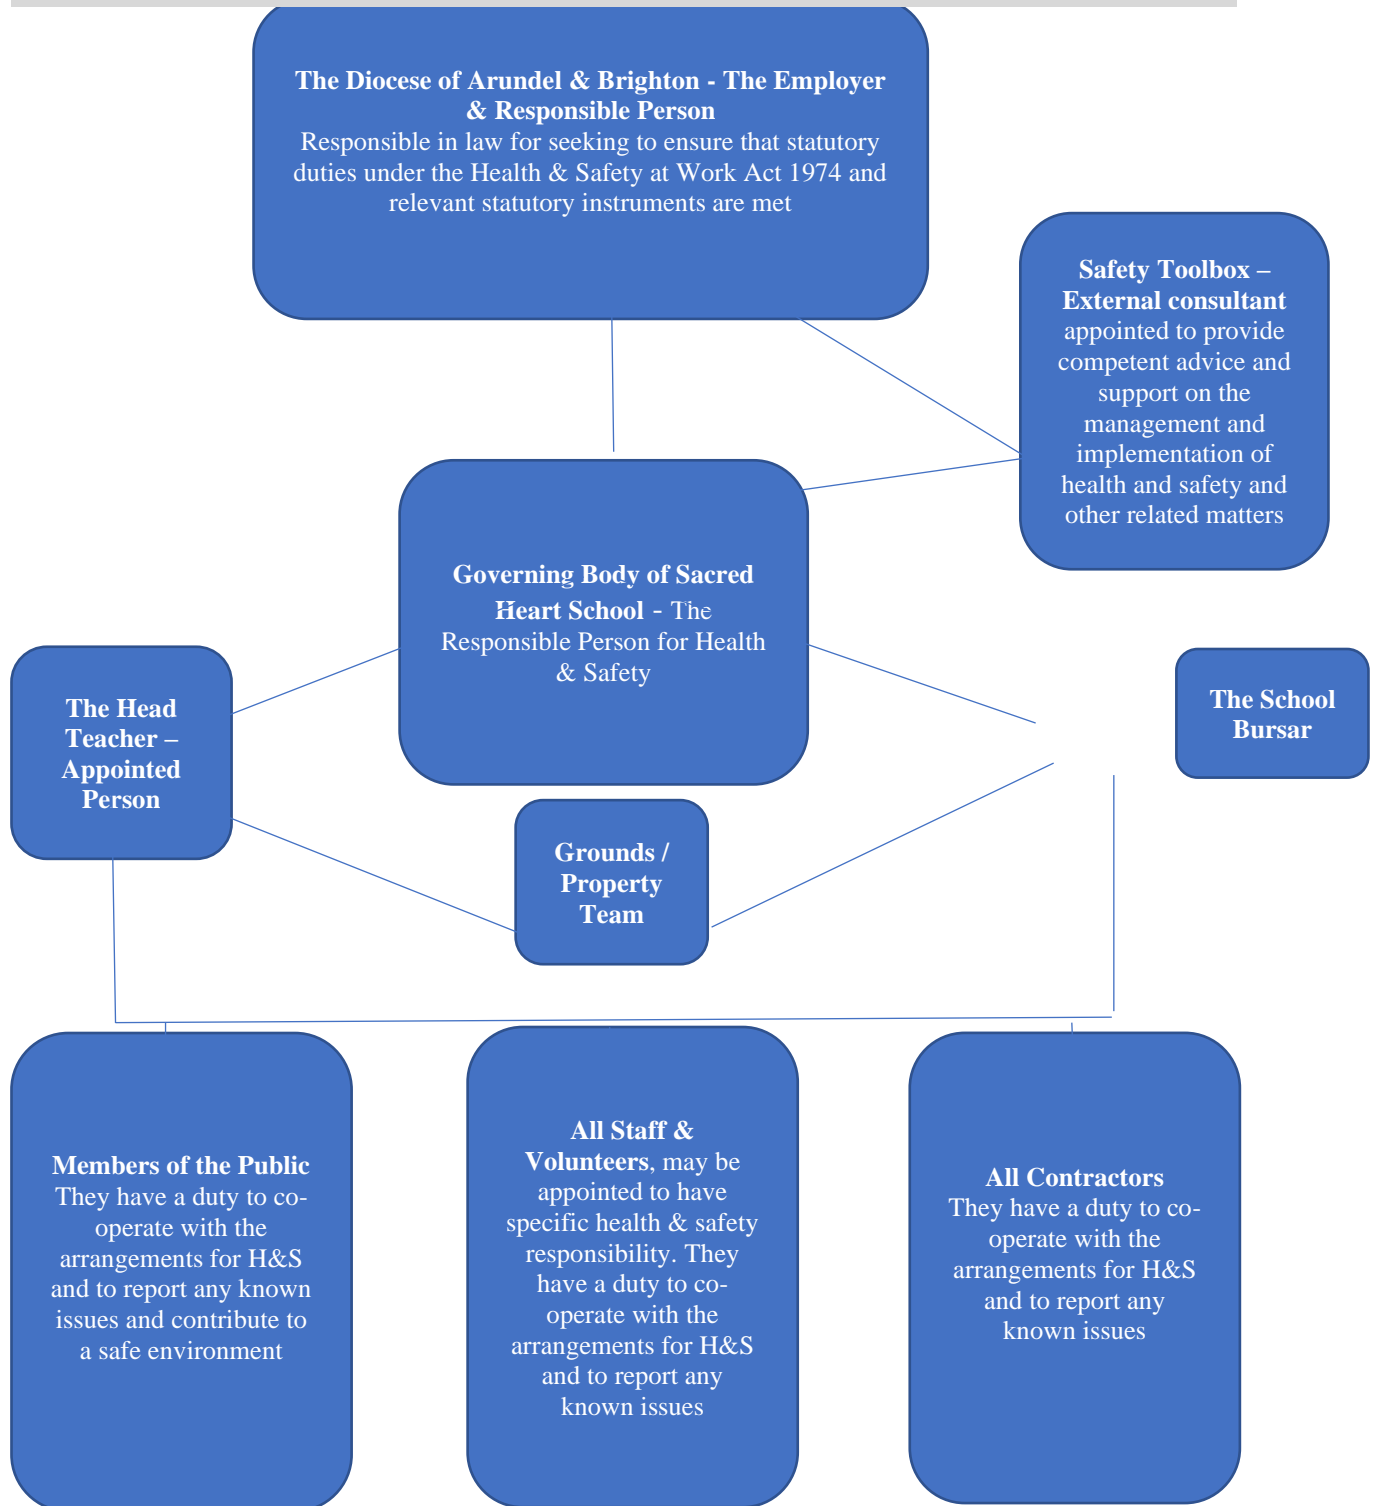 The Diocese of Arundel & Brighton - The Employer
& Responsible Person
Responsible in law for seeking to ensure that statutory
duties under the Health & Safety at Work Act 1974 and
relevant statutory instruments are met
Safety Toolbox –
External consultant
appointed to provide
competent advice and
support on the
management and
implementation of
health and safety and
other related matters
Governing Body of Sacred
Heart School - The
Responsible Person for Health
& Safety
The Head
Teacher –
Appointed
Person
The School
Bursar
Grounds /
Property
Team
Members of the Public
They have a duty to co-
operate with the
arrangements for H&S
and to report any known
issues and contribute to
a safe environment
All Staff &
Volunteers, may be
appointed to have
specific health & safety
responsibility. They
have a duty to co-
operate with the
arrangements for H&S
and to report any
known issues
All Contractors
They have a duty to co-
operate with the
arrangements for H&S
and to report any
known issues